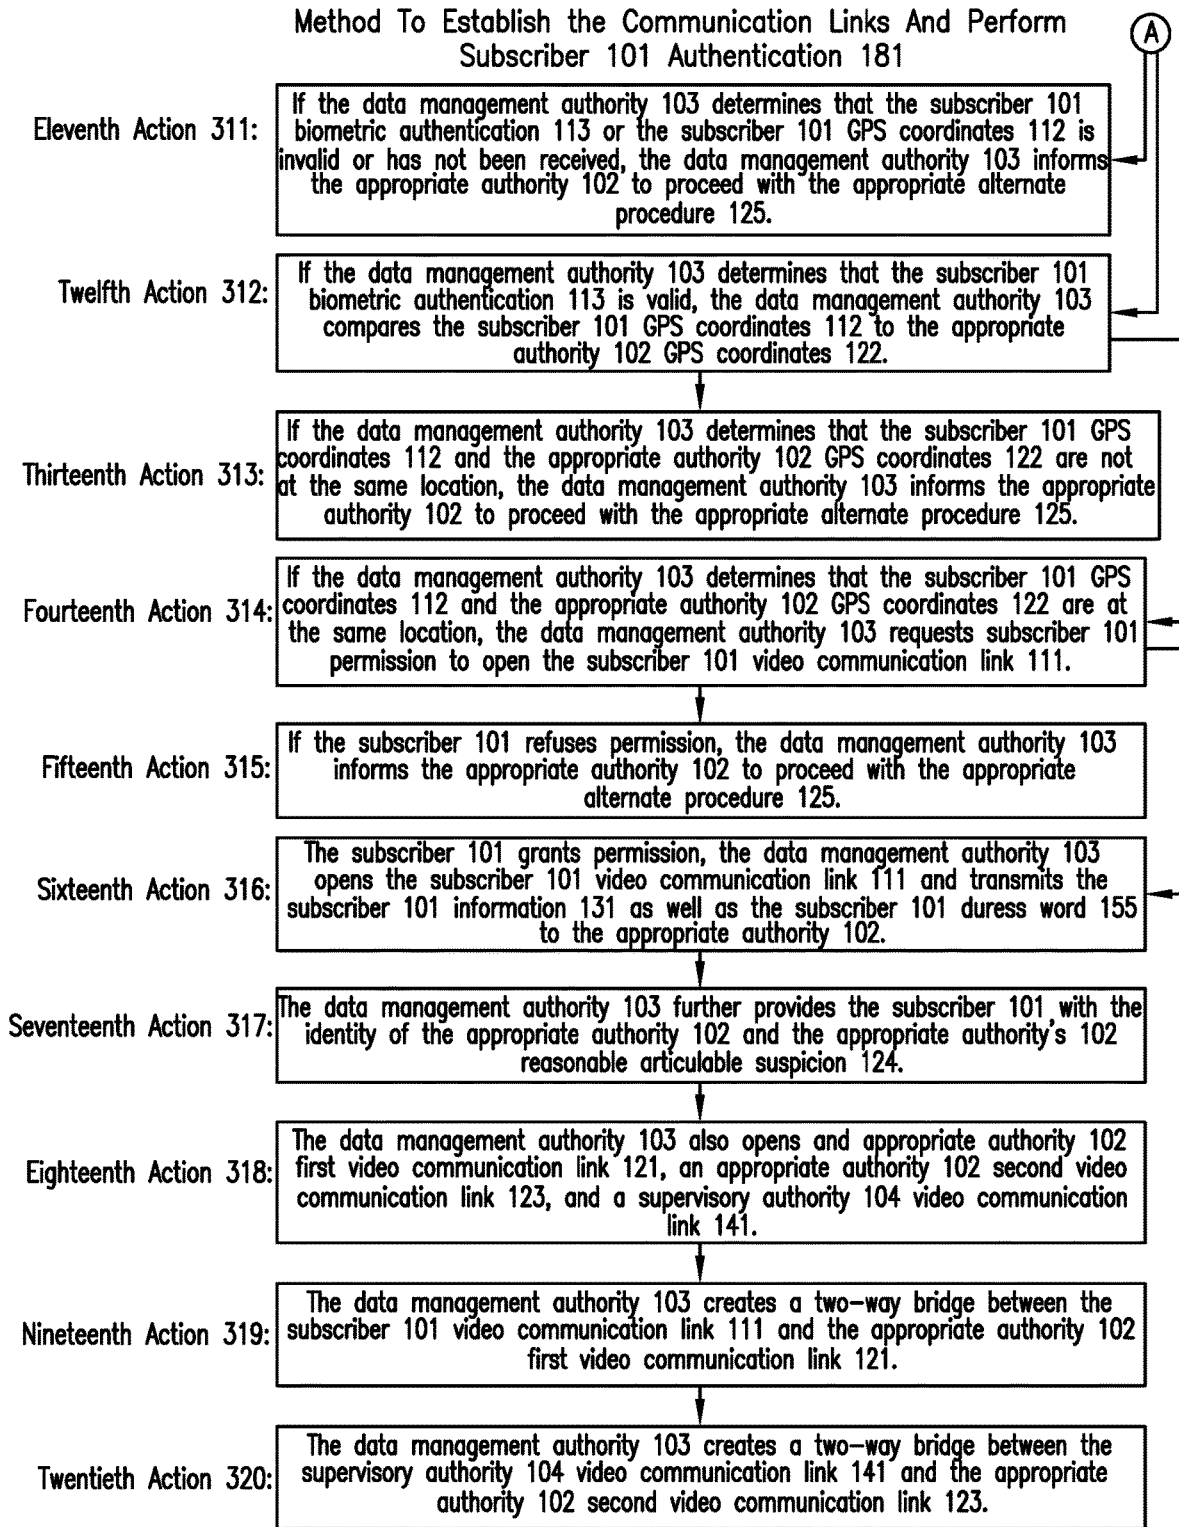 Method To Establish the Communication Links And Perform
Subscriber 101 Authentication 181
A
Eleventh Action 311:
If the data management authority 103 determines that the subscriber 101
biometric authentication 113 or the subscriber 101 GPS coordinates 112 is
invalid or has not been received, the data management authority 103 informs
the appropriate authority 102 to proceed with the appropriate alternate
procedure 125.
Twelfth Action 312:
If the data management authority 103 determines that the subscriber 101
biometric authentication 113 is valid, the data management authority 103
compares the subscriber 101 GPS coordinates 112 to the appropriate
authority 102 GPS coordinates 122.
Thirteenth Action 313:
If the data management authority 103 determines that the subscriber 101 GPS
coordinates 112 and the appropriate authority 102 GPS coordinates 122 are not
at the same location, the data management authority 103 informs the appropriate
authority 102 to proceed with the appropriate alternate procedure 125.
Fourteenth Action 314:
If the data management authority 103 determines that the subscriber 101 GPS
coordinates 112 and the appropriate authority 102 GPS coordinates 122 are at
the same location, the data management authority 103 requests subscriber 101
permission to open the subscriber 101 video communication link 111.
Fifteenth Action 315:
If the subscriber 101 refuses permission, the data management authority 103
informs the appropriate authority 102 to proceed with the appropriate
alternate procedure 125.
Sixteenth Action 316:
The subscriber 101 grants permission, the data management authority 103
opens the subscriber 101 video communication link 111 and transmits the
subscriber 101 information 131 as well as the subscriber 101 duress word 155
to the appropriate authority 102.
Seventeenth Action 317:
The data management authority 103 further provides the subscriber 101 with the
identity of the appropriate authority 102 and the appropriate authority's 102
reasonable articulable suspicion 124.
Eighteenth Action 318:
The data management authority 103 also opens and appropriate authority 102
first video communication link 121, an appropriate authority 102 second video
communication link 123, and a supervisory authority 104 video communication
link 141.
Nineteenth Action 319:
The data management authority 103 creates a two-way bridge between the
subscriber 101 video communication link 111 and the appropriate authority 102
first video communication link 121.
Twentieth Action 320:
The data management authority 103 creates a two-way bridge between the
supervisory authority 104 video communication link 141 and the appropriate
authority 102 second video communication link 123.